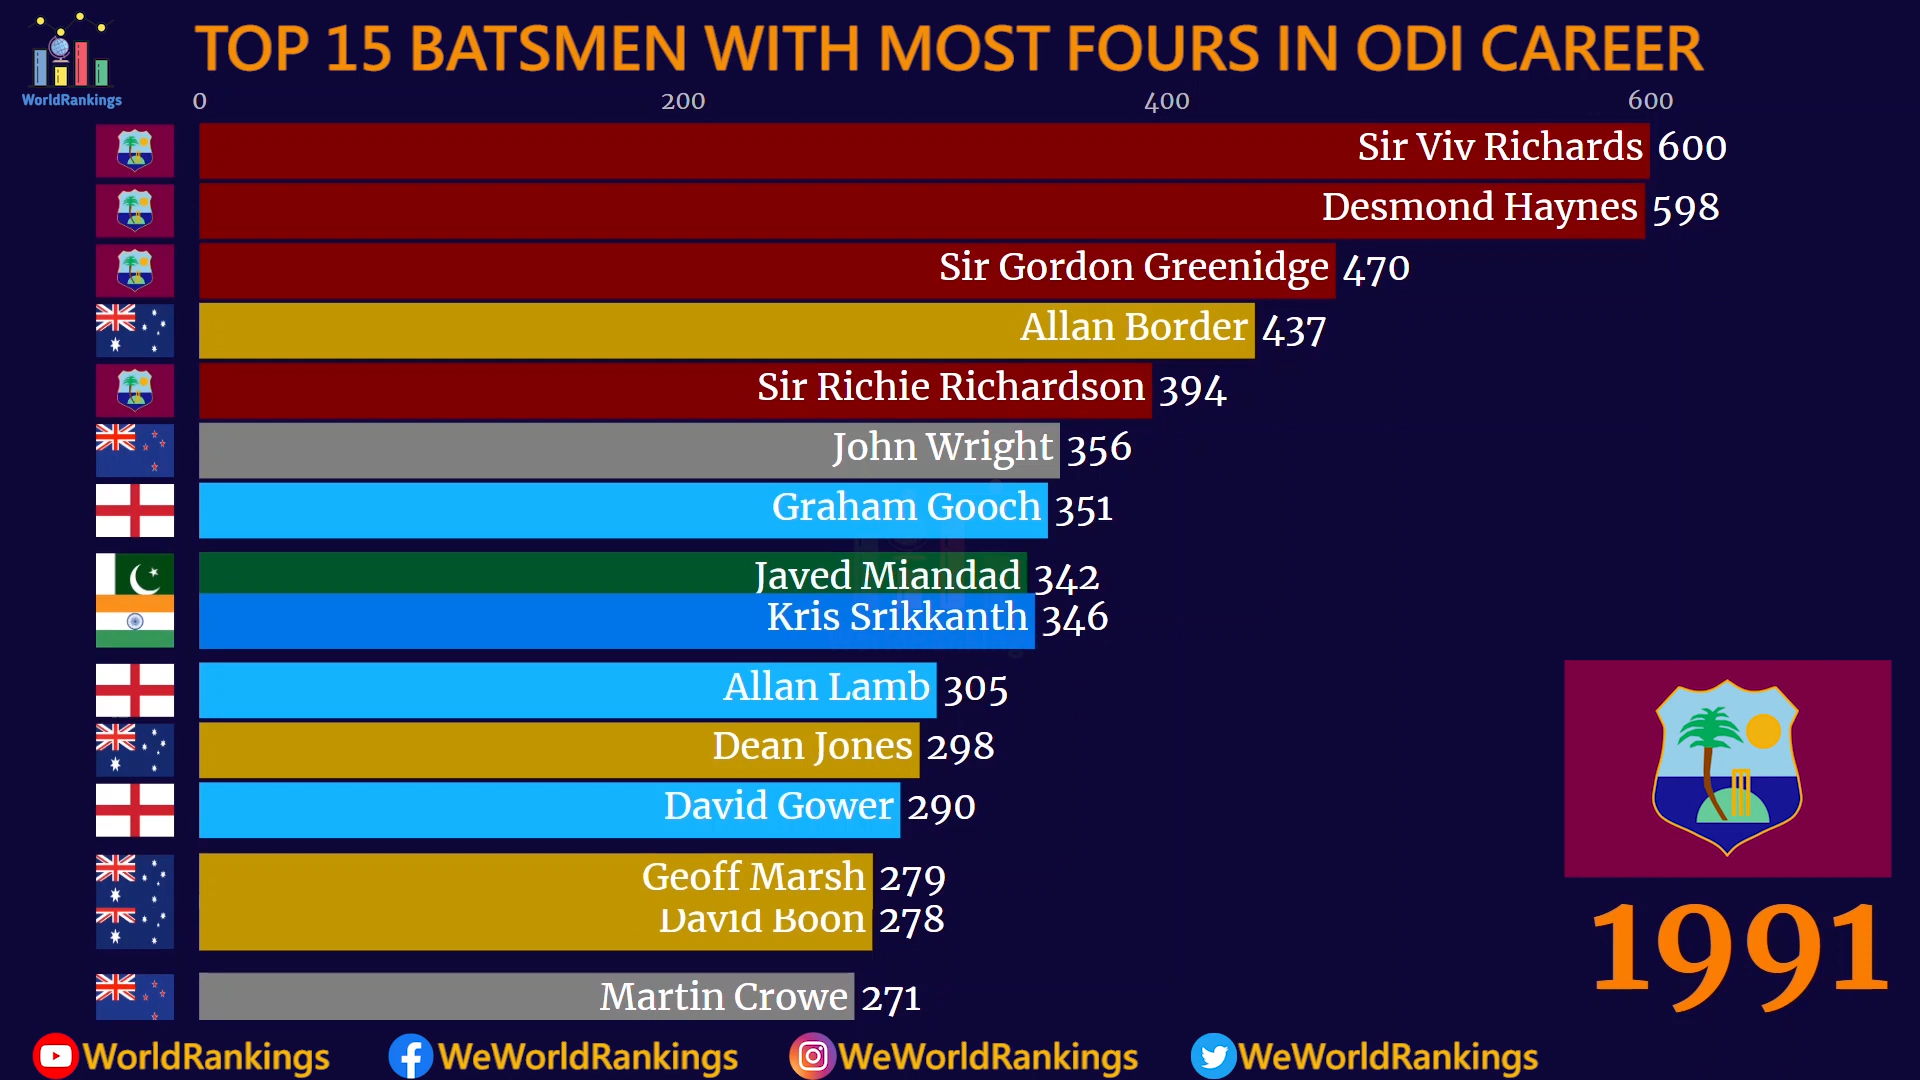 TOP 15 BATSMEN WITH MOST FOURS IN ODI CAREER
WorldRankings
0 200 400 600
Sir Viv Richards 600
Desmond Haynes 598
Sir Gordon Greenidge 470
Allan Border 437
Sir Richie Richardson 394
John Wright 356
Graham Gooch 351
Javed Miandad 342
Kris Srikkanth 346
Allan Lamb 305
Dean Jones 298
David Gower 290
Geoff Marsh 279
David Boon 278
Martin Crowe 271
1991
WorldRankings WeWorldRankings WeWorldRankings WeWorldRankings